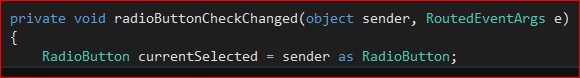 private void radioButtonCheckChanged(object sender, RoutedEventArgs e)
{
RadioButton currentSelected = sender as RadioButton;